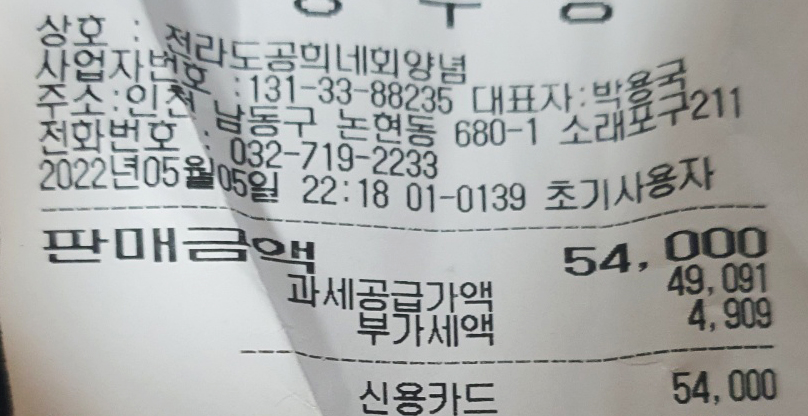 상호 : 전라도공희네회양념
사업자번호 :131-33-88235 대표자:박용국
주소:인천 남동구 논현동 680-1 소래포구211
전화번호 : 032-719-2233
2022년05월05일 22:18 01-0139 초기사용자
판매금액 54,000
과세공급가액 49,091
부가세액 4,909
신용카드 54,000